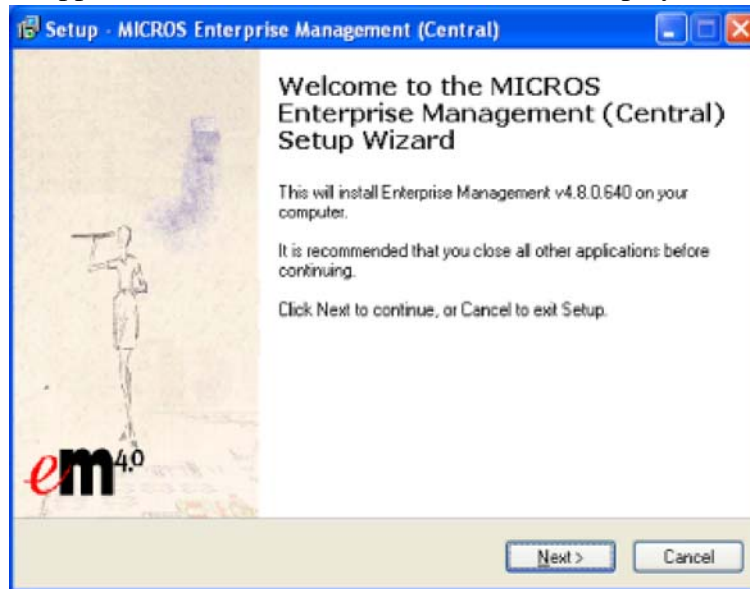 Setup - MICROS Enterprise Management (Central)
Welcome to the MICROS
Enterprise Management (Central)
Setup Wizard
This will install Enterprise Management v4.8.0.640 on your
computer.
It is recommended that you close all other applications before
continuing.
Click Next to continue, or Cancel to exit Setup.
em 4.0
Next >
Cancel